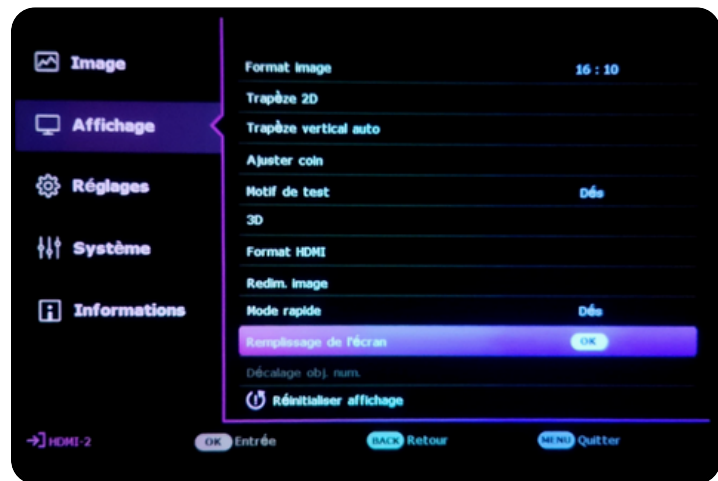 Image
Affichage
Réglages
Système
Informations
Format image 16 : 10
Trapèze 2D
Trapèze vertical auto
Ajuster coin
Motif de test Dés
3D
Format HDMI
Redim. image
Mode rapide Dés
Remplissage de l'écran OK
Décalage obj. num.
Réinitialiser affichage
HDMI-2 OK Entrée BACK Retour MENU Quitter